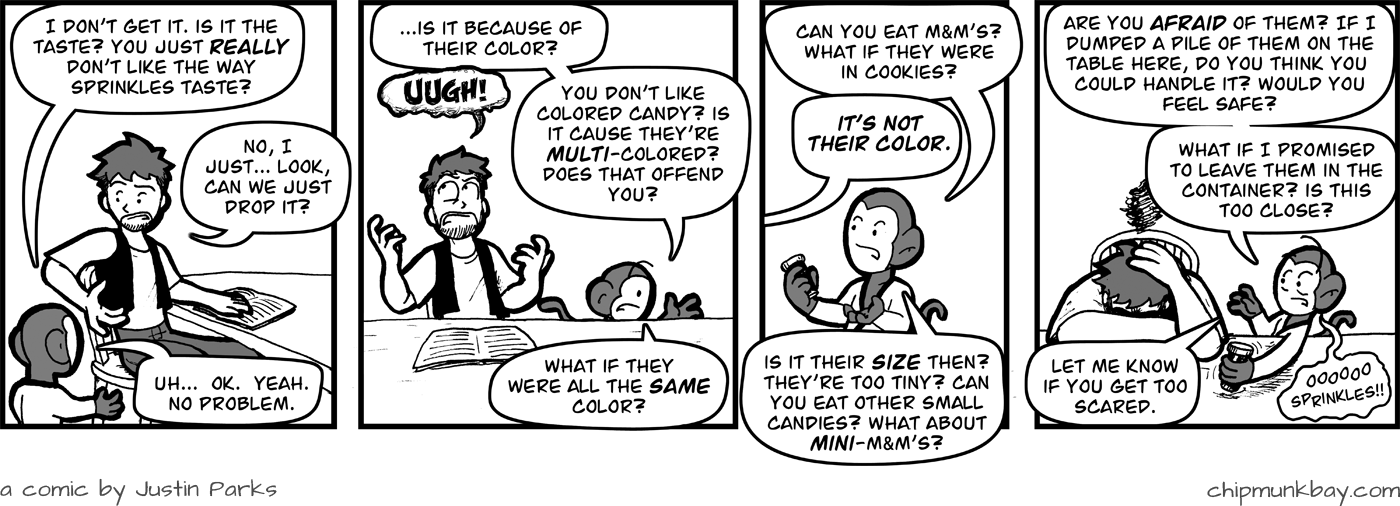 I DON'T GET IT. IS IT THE
TASTE? YOU JUST REALLY
DON'T LIKE THE WAY
SPRINKLES TASTE?
NO, I
JUST... LOOK,
CAN WE JUST
DROP IT?
UH... OK. YEAH.
NO PROBLEM.
...IS IT BECAUSE OF
THEIR COLOR?
UUGH!
YOU DON'T LIKE
COLORED CANDY? IS
IT CAUSE THEY'RE
MULTI-COLORED?
DOES THAT OFFEND
YOU?
WHAT IF THEY
WERE ALL THE SAME
COLOR?
CAN YOU EAT M&M'S?
WHAT IF THEY WERE
IN COOKIES?
IT'S NOT
THEIR COLOR.
IS IT THEIR SIZE THEN?
THEY'RE TOO TINY? CAN
YOU EAT OTHER SMALL
CANDIES? WHAT ABOUT
MINI-M&M'S?
ARE YOU AFRAID OF THEM? IF I
DUMPED A PILE OF THEM ON THE
TABLE HERE, DO YOU THINK YOU
COULD HANDLE IT? WOULD YOU
FEEL SAFE?
WHAT IF I PROMISED
TO LEAVE THEM IN THE
CONTAINER? IS THIS
TOO CLOSE?
LET ME KNOW
IF YOU GET TOO
SCARED.
OOOOOO
SPRINKLES!!
a comic by Justin Parks
chipmunkbay.com